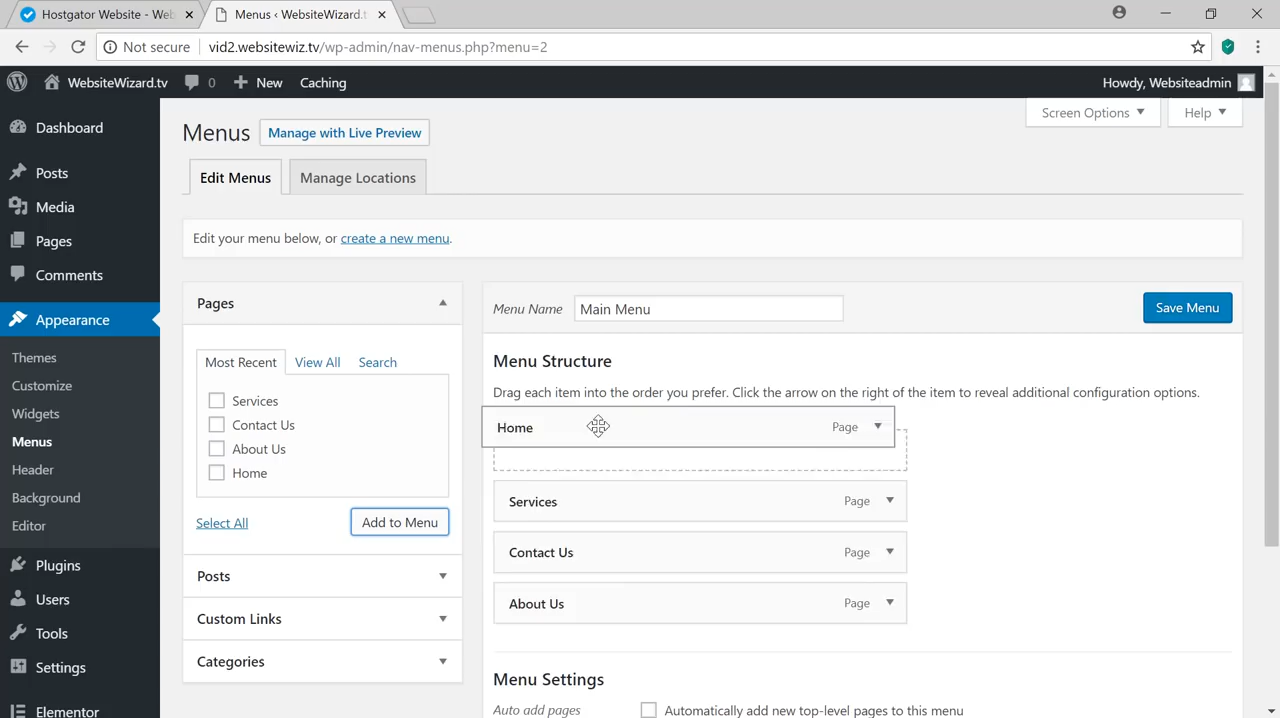 Hostgator Website - Web
Menus ‹ WebsiteWizard.t
Not secure
vid2.websitewiz.tv/wp-admin/nav-menus.php?menu=2
WebsiteWizard.tv
0
New
Caching
Howdy, Websiteadmin
Dashboard
Posts
Media
Pages
Comments
Appearance
Themes
Customize
Widgets
Menus
Header
Background
Editor
Plugins
Users
Tools
Settings
Elementor
Screen Options
Help
Menus
Manage with Live Preview
Edit Menus
Manage Locations
Edit your menu below, or create a new menu.
Pages
Most Recent
View All
Search
Services
Contact Us
About Us
Home
Select All
Add to Menu
Posts
Custom Links
Categories
Menu Name
Main Menu
Save Menu
Menu Structure
Drag each item into the order you prefer. Click the arrow on the right of the item to reveal additional configuration options.
Home
Page
Services
Page
Contact Us
Page
About Us
Page
Menu Settings
Auto add pages
Automatically add new top-level pages to this menu